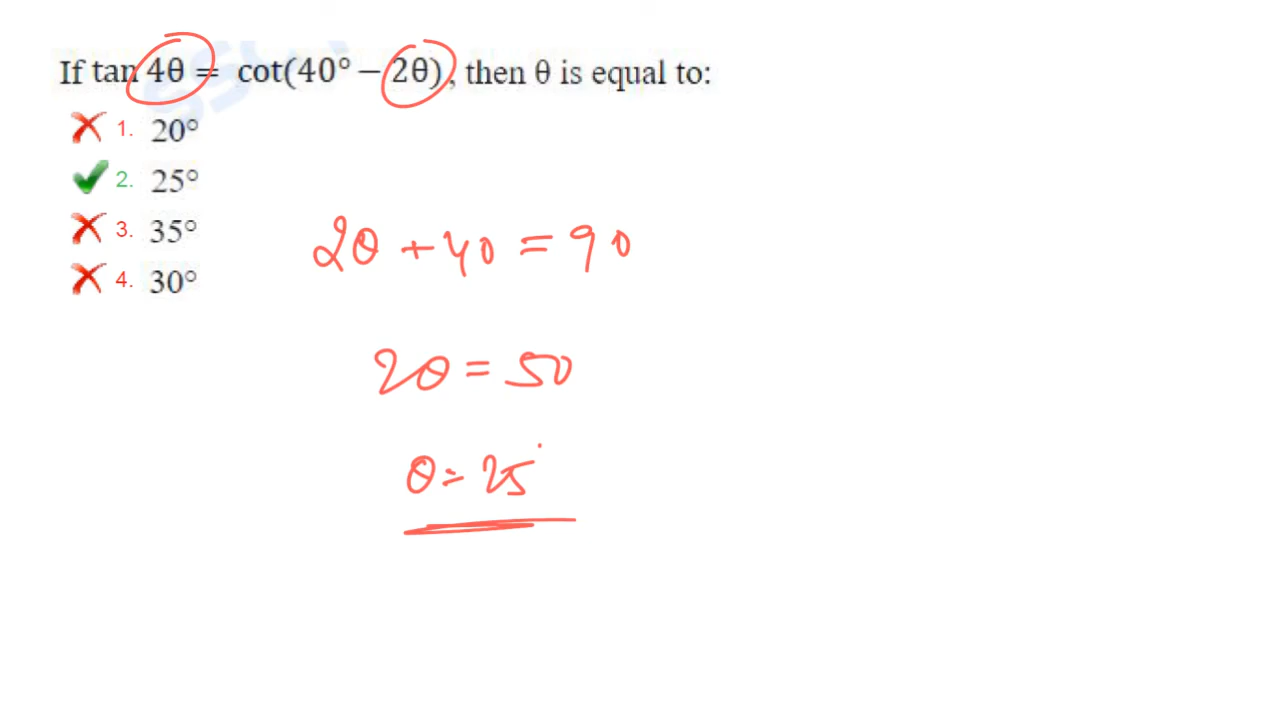 If tan 4θ = cot(40° − 2θ), then θ is equal to:
1. 20°
2. 25°
3. 35°
4. 30°
2θ + 40 = 90
2θ = 50
θ = 25°